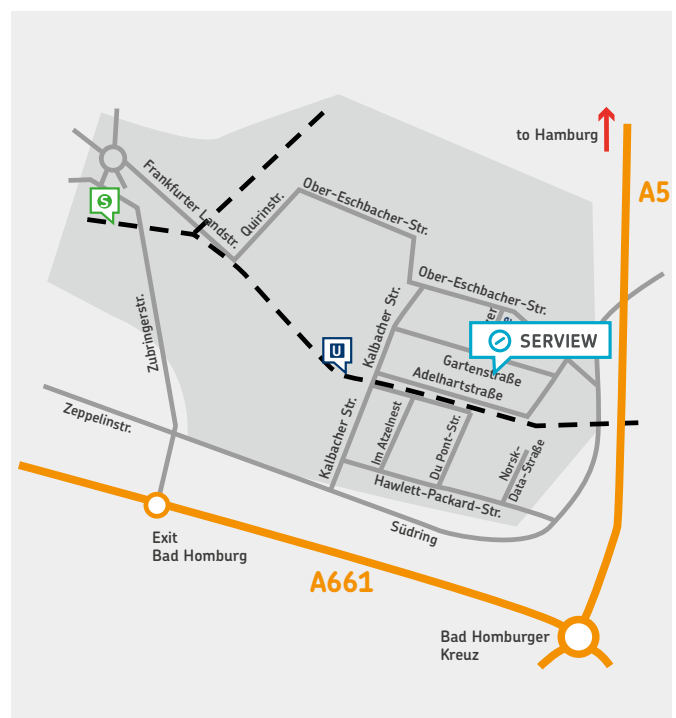 to Hamburg
A5
Frankfurter Landstr.
Quirinstr.
Ober-Eschbacher-Str.
S
Ober-Eschbacher-Str.
Kalbacher Str.
Zubringerstr.
SERVIEW
U
Gartenstraße
Adelhartstraße
Zeppelinstr.
Kalbacher Str.
Im Atzelnest
Du Pont-Str.
Norsk-
Data-Straße
Hawlett-Packard-Str.
Südring
Exit
Bad Homburg
A661
Bad Homburger
Kreuz